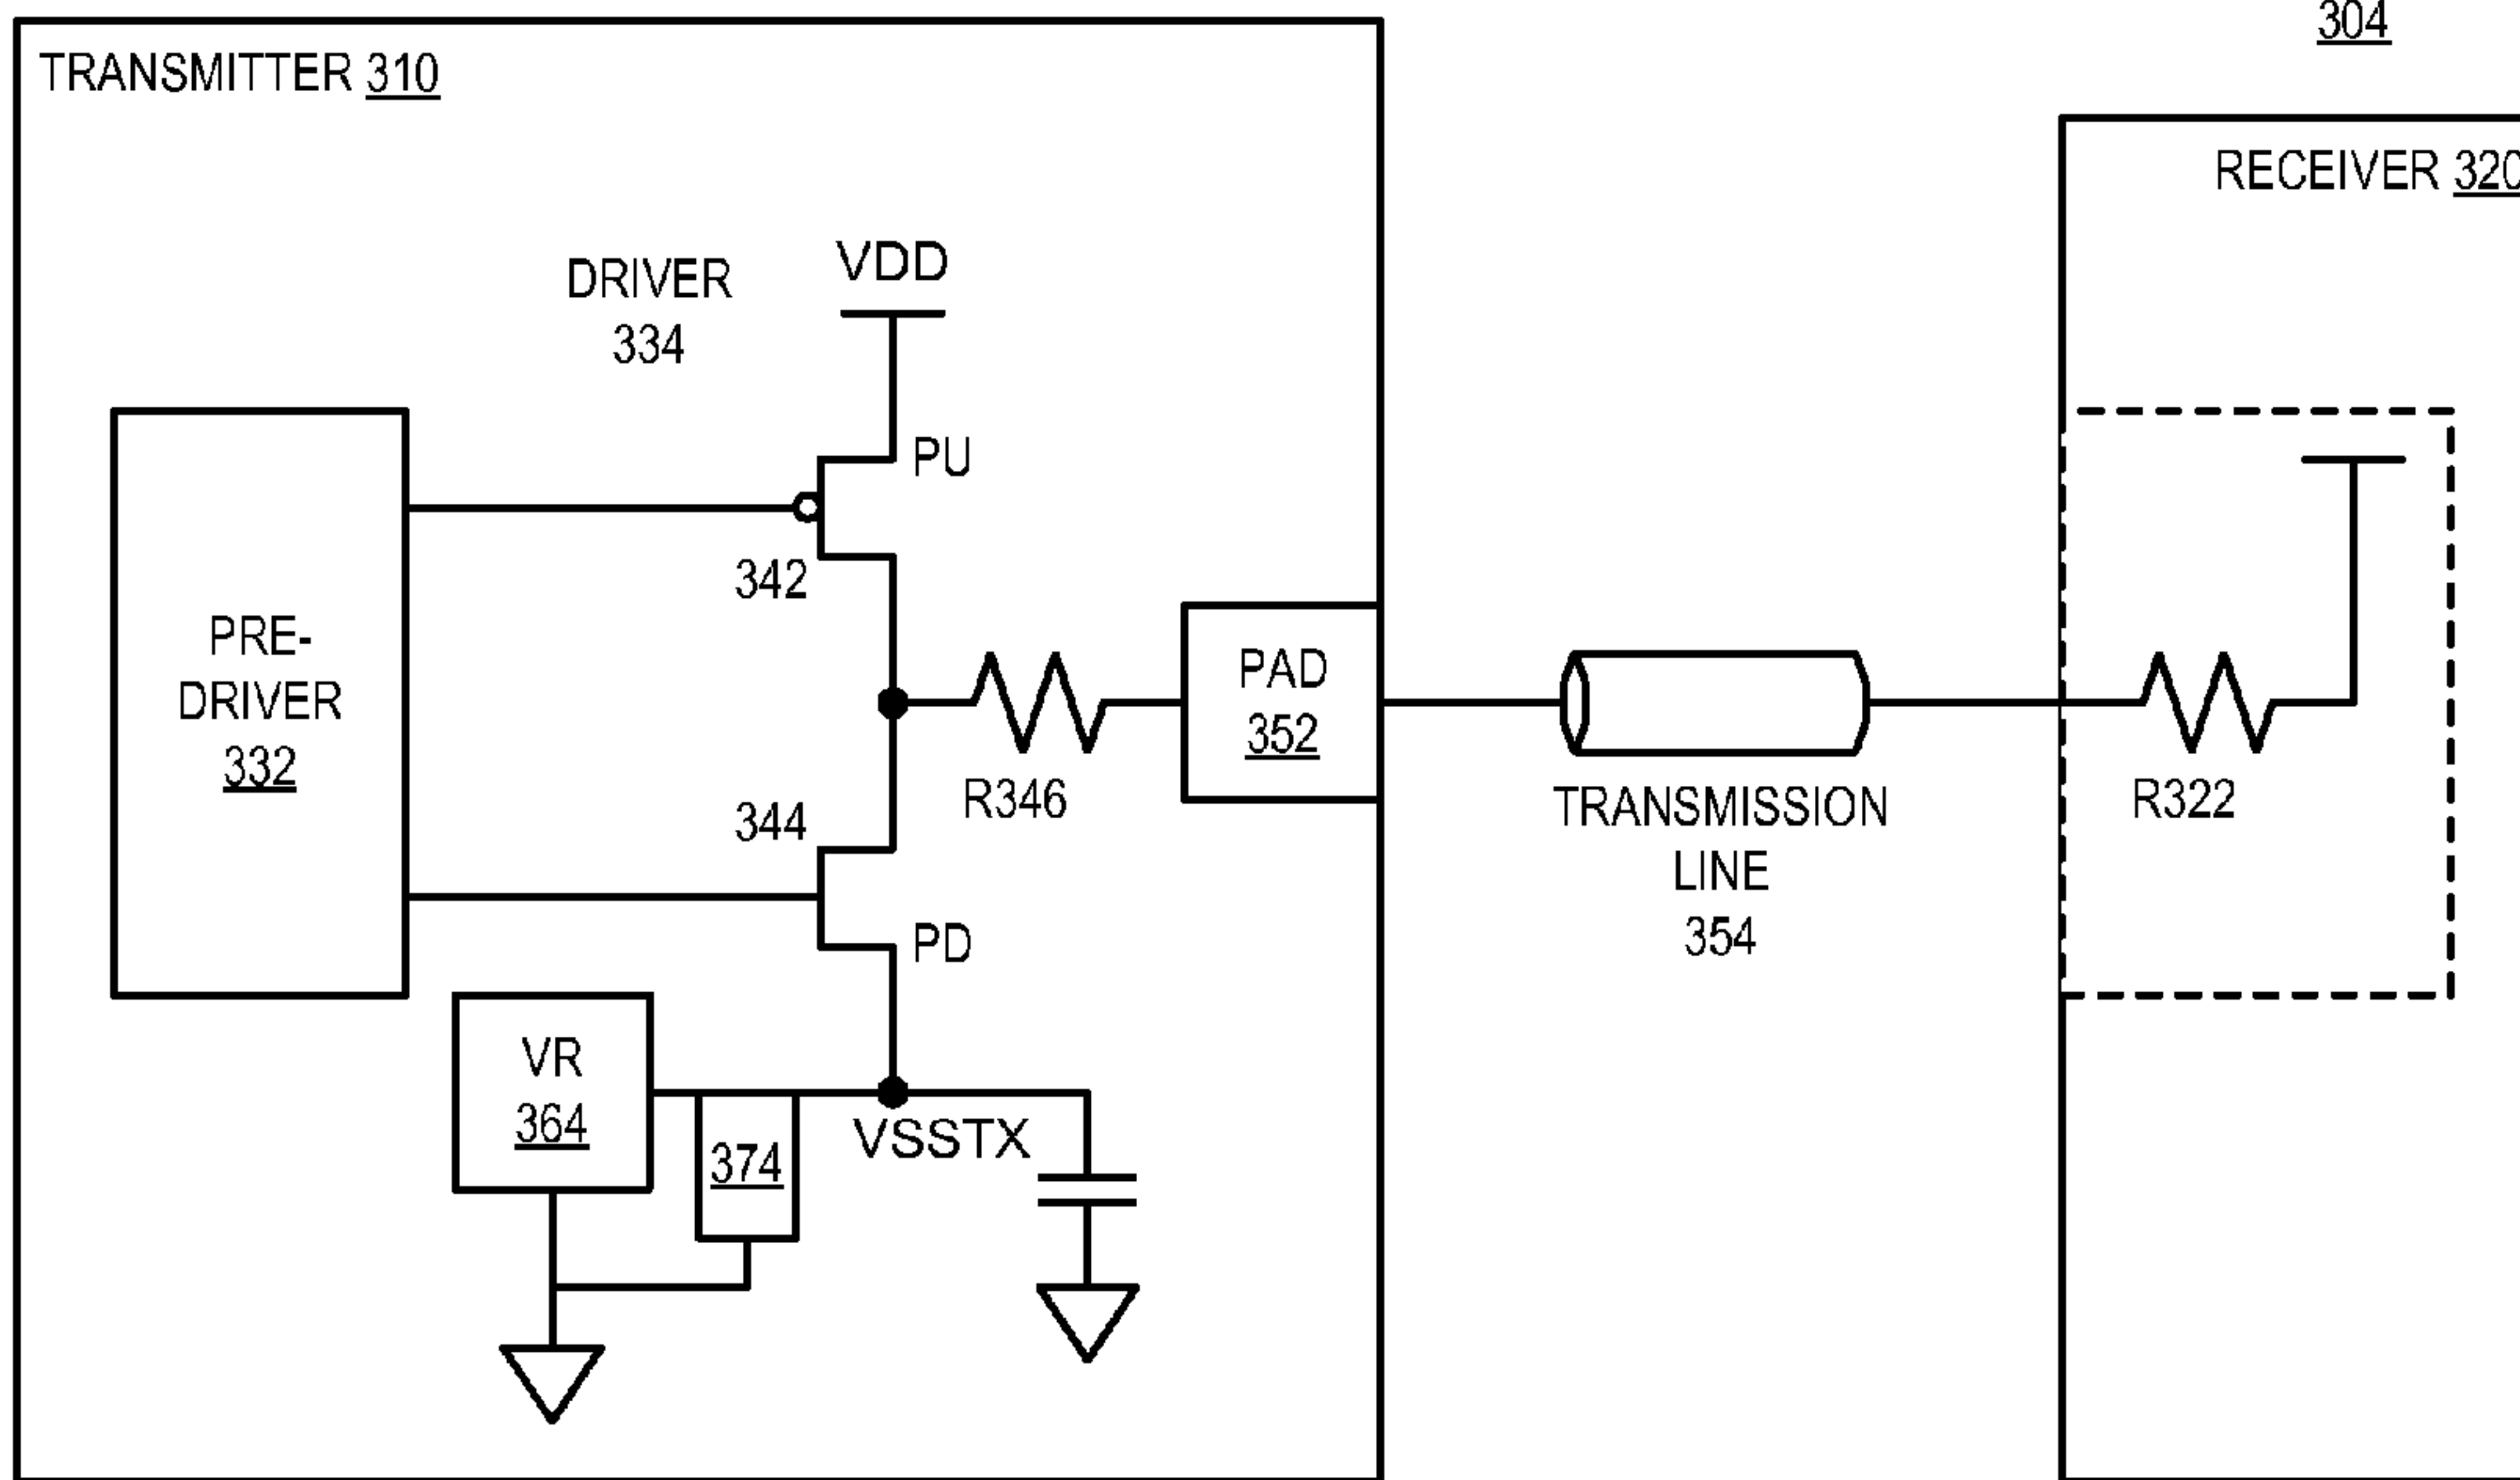 304
TRANSMITTER 310
RECEIVER 320
DRIVER
334
VDD
PU
342
PRE-
DRIVER
332
R346
PAD
352
TRANSMISSION
LINE
354
R322
344
PD
VR
364
374
VSSTX